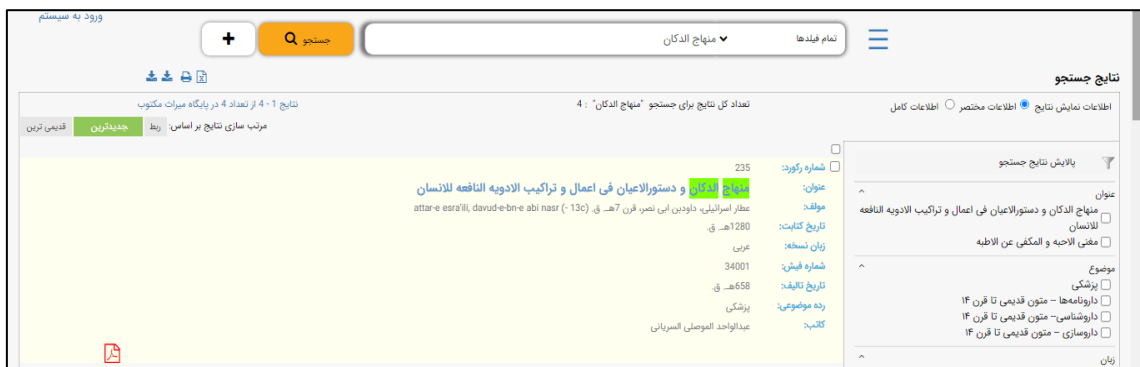 ورود به سیستم
تمام فیلدها
منهاج الدکان
جستجو
+
نتایج جستجو
اطلاعات نمایش نتایج اطلاعات مختصر اطلاعات کامل
تعداد کل نتایج برای جستجو "منهاج الدکان" : 4
نتایج 1 - 4 از تعداد 4 در پایگاه میراث مکتوب
مرتب سازی نتایج بر اساس: ربط جدیدترین قدیمی ترین
پالایش نتایج جستجو
عنوان
منهاج الدکان و دستورالاعیان فی اعمال و تراکیب الادویه النافعه للانسان
مغنی الاحبه و المکفی عن الاطبه
موضوع
پزشکی
دارونامه‌ها – متون قدیمی تا قرن ۱۴
داروشناسی– متون قدیمی تا قرن ۱۴
داروسازی – متون قدیمی تا قرن ۱۴
زبان
شماره رکورد: 235
عنوان: منهاج الدکان و دستورالاعیان فی اعمال و تراکیب الادویه النافعه للانسان
مولف: عطار اسرائیلی، داودبن ابی نصر، قرن 7هـ. ق. attar-e esra'ili, davud-e-bn-e abi nasr (- 13c)
تاریخ کتابت: 1280هـ. ق.
زبان نسخه: عربی
شماره فیش: 34001
تاریخ تالیف: 658هـ. ق.
رده موضوعی: پزشکی
کاتب: عبدالواحد الموصلی السریانی